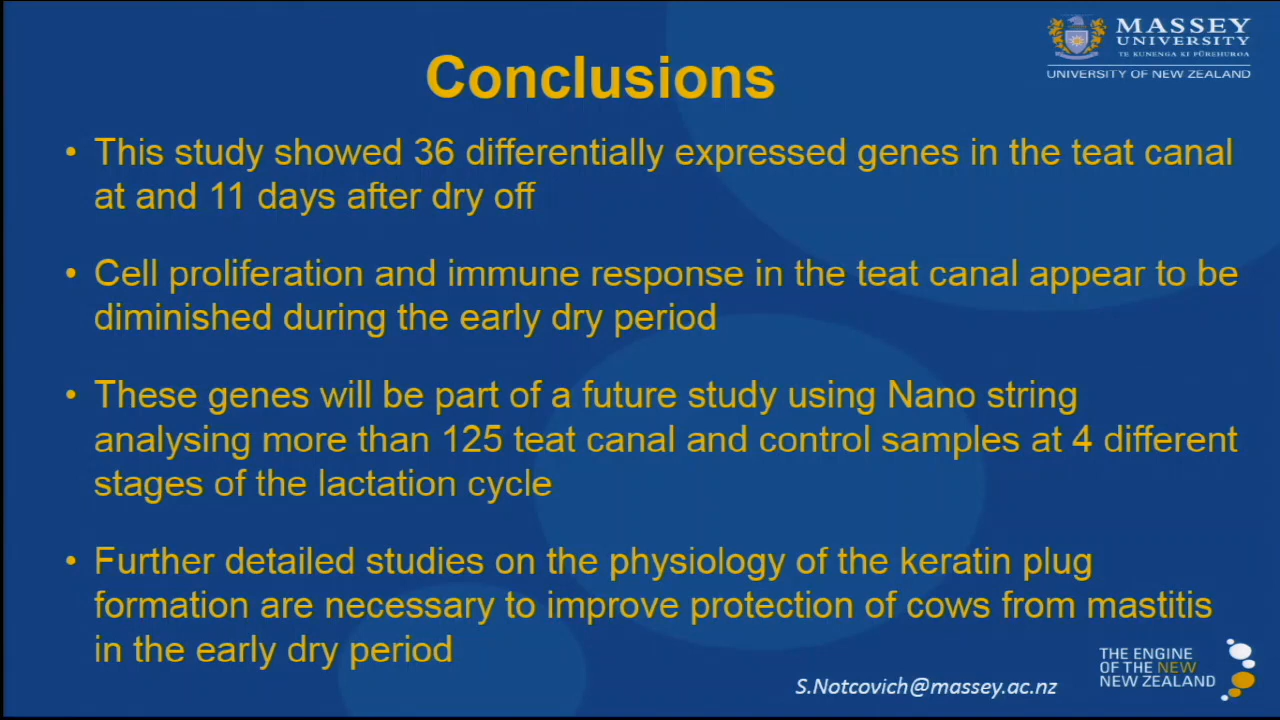 MASSEY
UNIVERSITY
TE KUNENGA KI PŪREHUROA
UNIVERSITY OF NEW ZEALAND
Conclusions
• This study showed 36 differentially expressed genes in the teat canal
at and 11 days after dry off
• Cell proliferation and immune response in the teat canal appear to be
diminished during the early dry period
• These genes will be part of a future study using Nano string
analysing more than 125 teat canal and control samples at 4 different
stages of the lactation cycle
• Further detailed studies on the physiology of the keratin plug
formation are necessary to improve protection of cows from mastitis
in the early dry period
THE ENGINE
OF THE NEW
NEW ZEALAND
S.Notcovich@massey.ac.nz